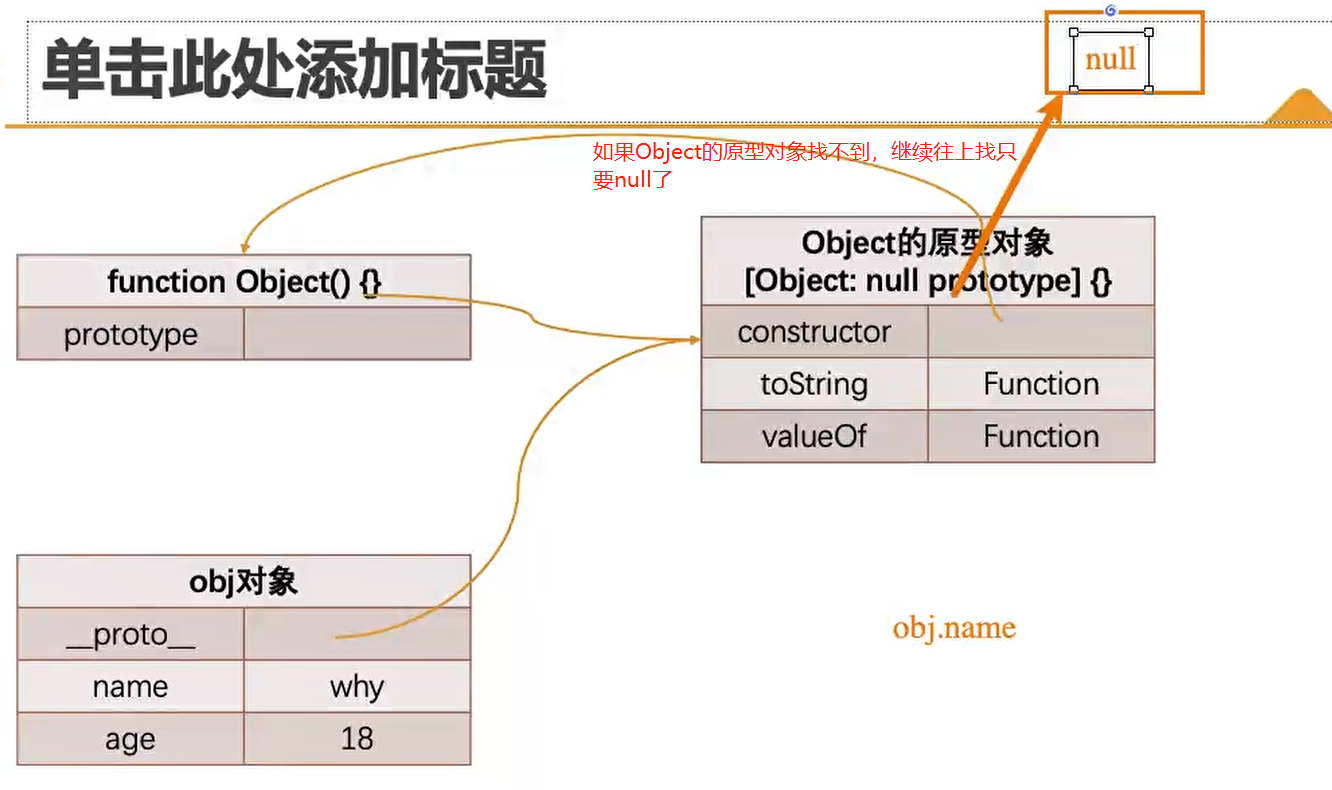 单击此处添加标题
null
如果Object的原型对象找不到，继续往上找只
要null了
function Object() {}
prototype
Object的原型对象
[Object: null prototype] {}
constructor
toString Function
valueOf Function
obj对象
__proto__
name why
age 18
obj.name